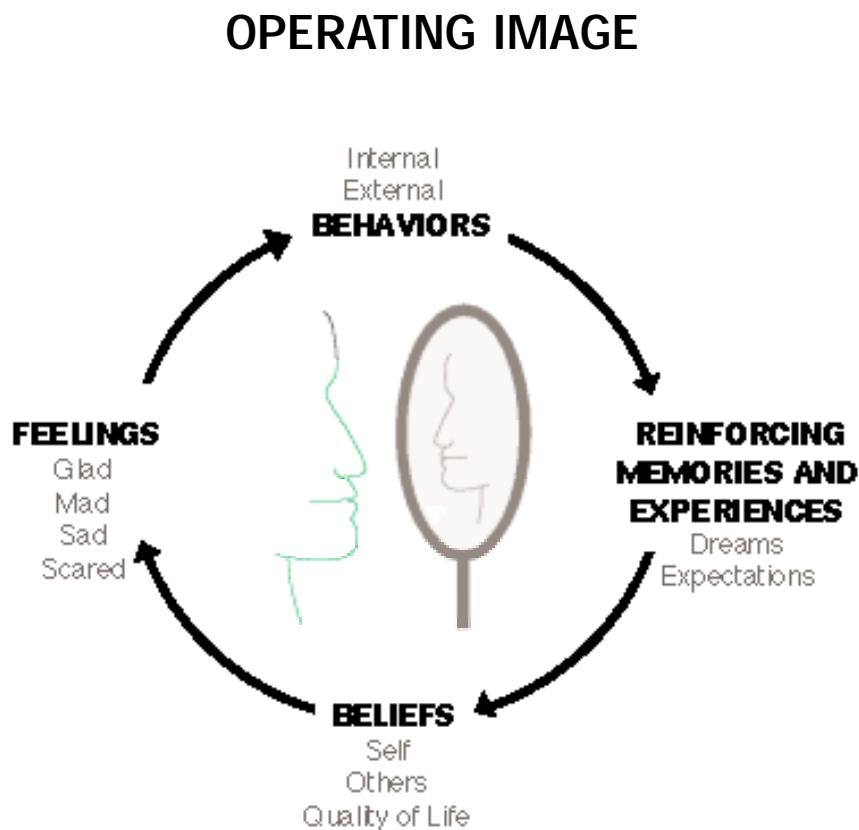 OPERATING IMAGE
Internal
External
BEHAVIORS
FEELINGS
Glad
Mad
Sad
Scared
REINFORCING
MEMORIES AND
EXPERIENCES
Dreams
Expectations
BELIEFS
Self
Others
Quality of Life